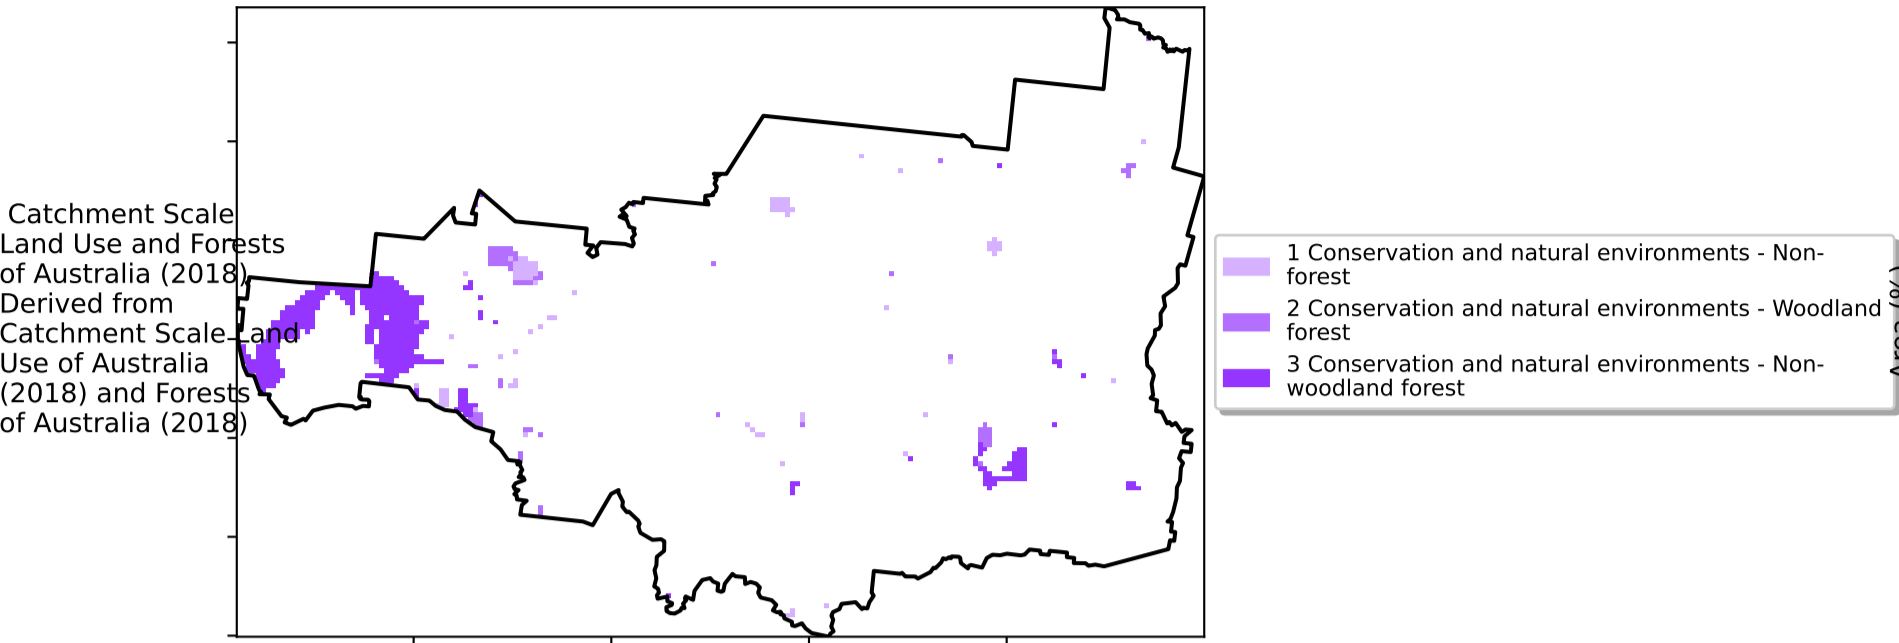 Catchment Scale
Land Use and Forests
of Australia (2018)
Derived from
Catchment Scale Land
Use of Australia
(2018) and Forests
of Australia (2018)
1 Conservation and natural environments - Non-
forest
2 Conservation and natural environments - Woodland
forest
3 Conservation and natural environments - Non-
woodland forest